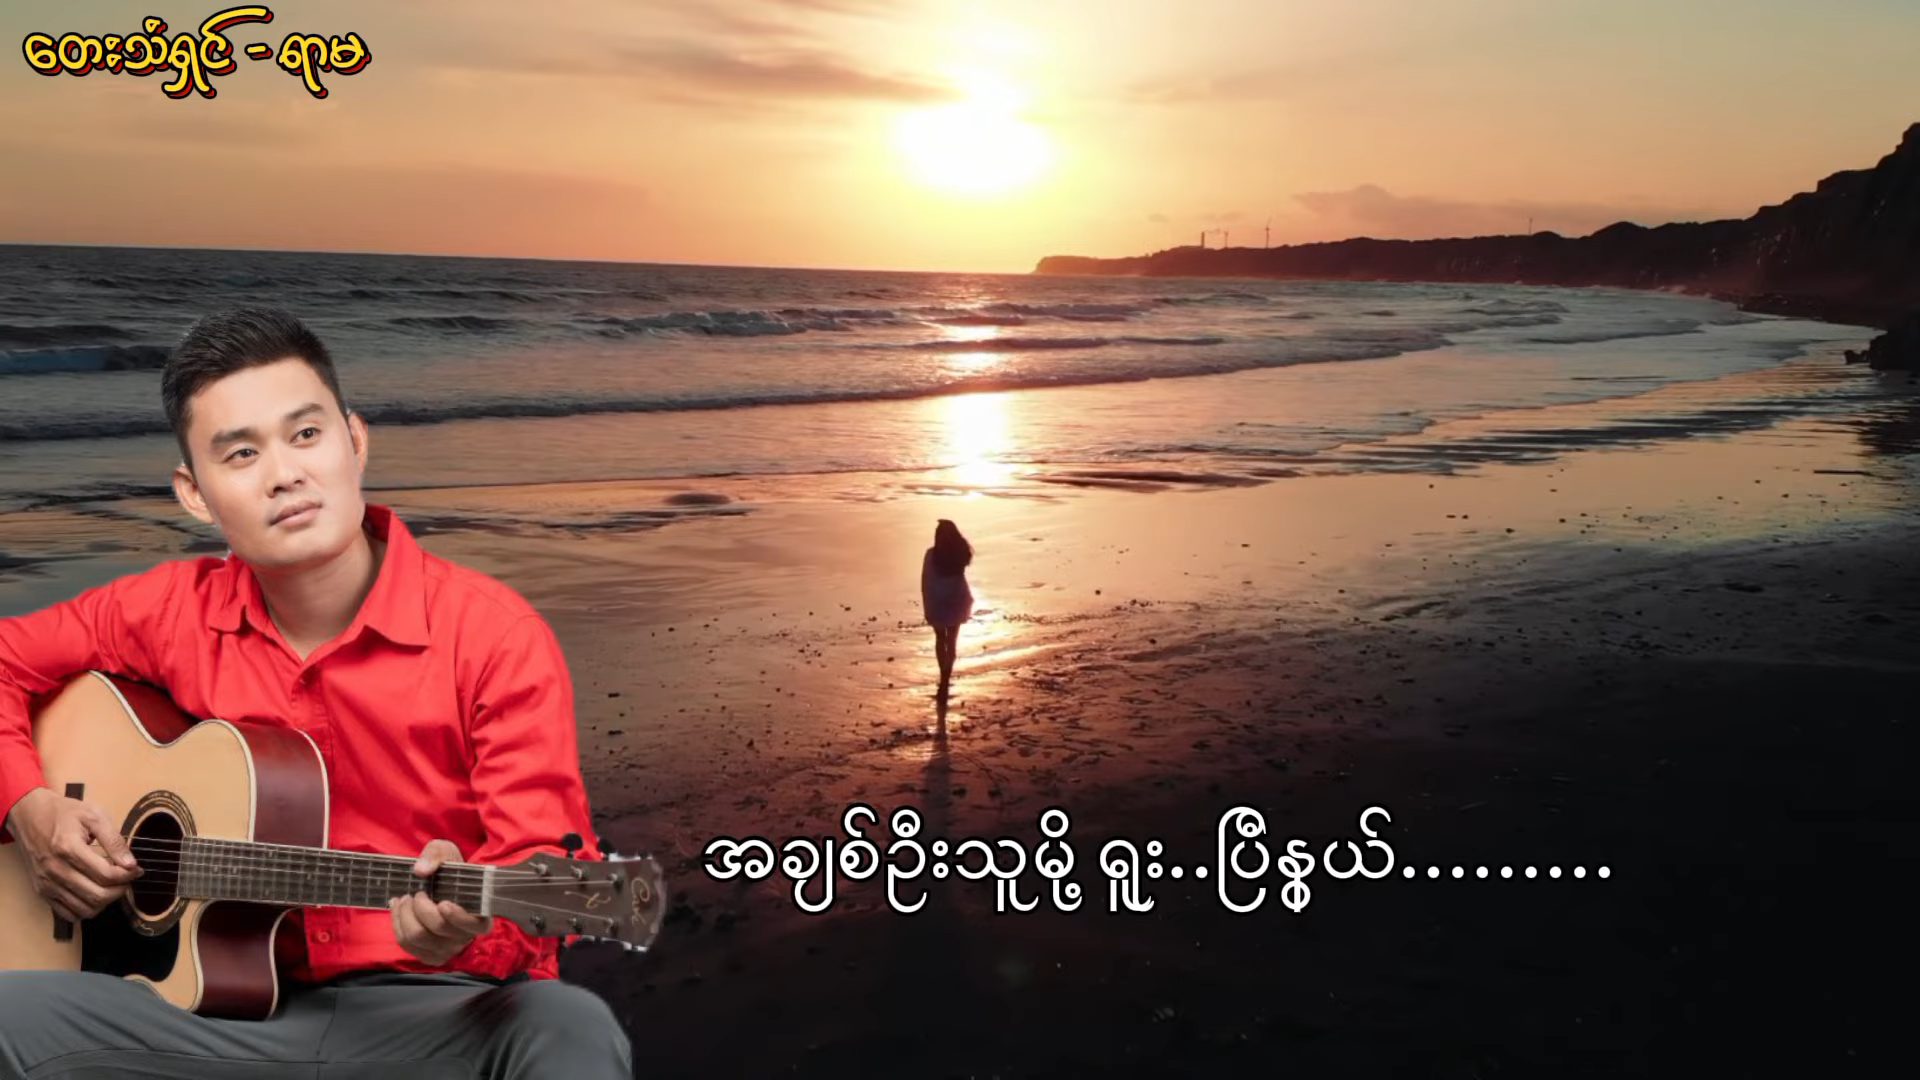 တေးသံရှင် - ရာမ
အချစ်ဦးသူမို့ ရူး..ပြီနွယ်.........